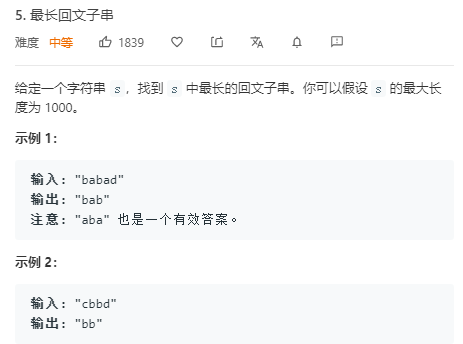 5. 最长回文子串
难度 中等 1839
给定一个字符串 s，找到 s 中最长的回文子串。你可以假设 s 的最大长
度为 1000。
示例 1：
输入: "babad"
输出: "bab"
注意: "aba" 也是一个有效答案。
示例 2：
输入: "cbbd"
输出: "bb"